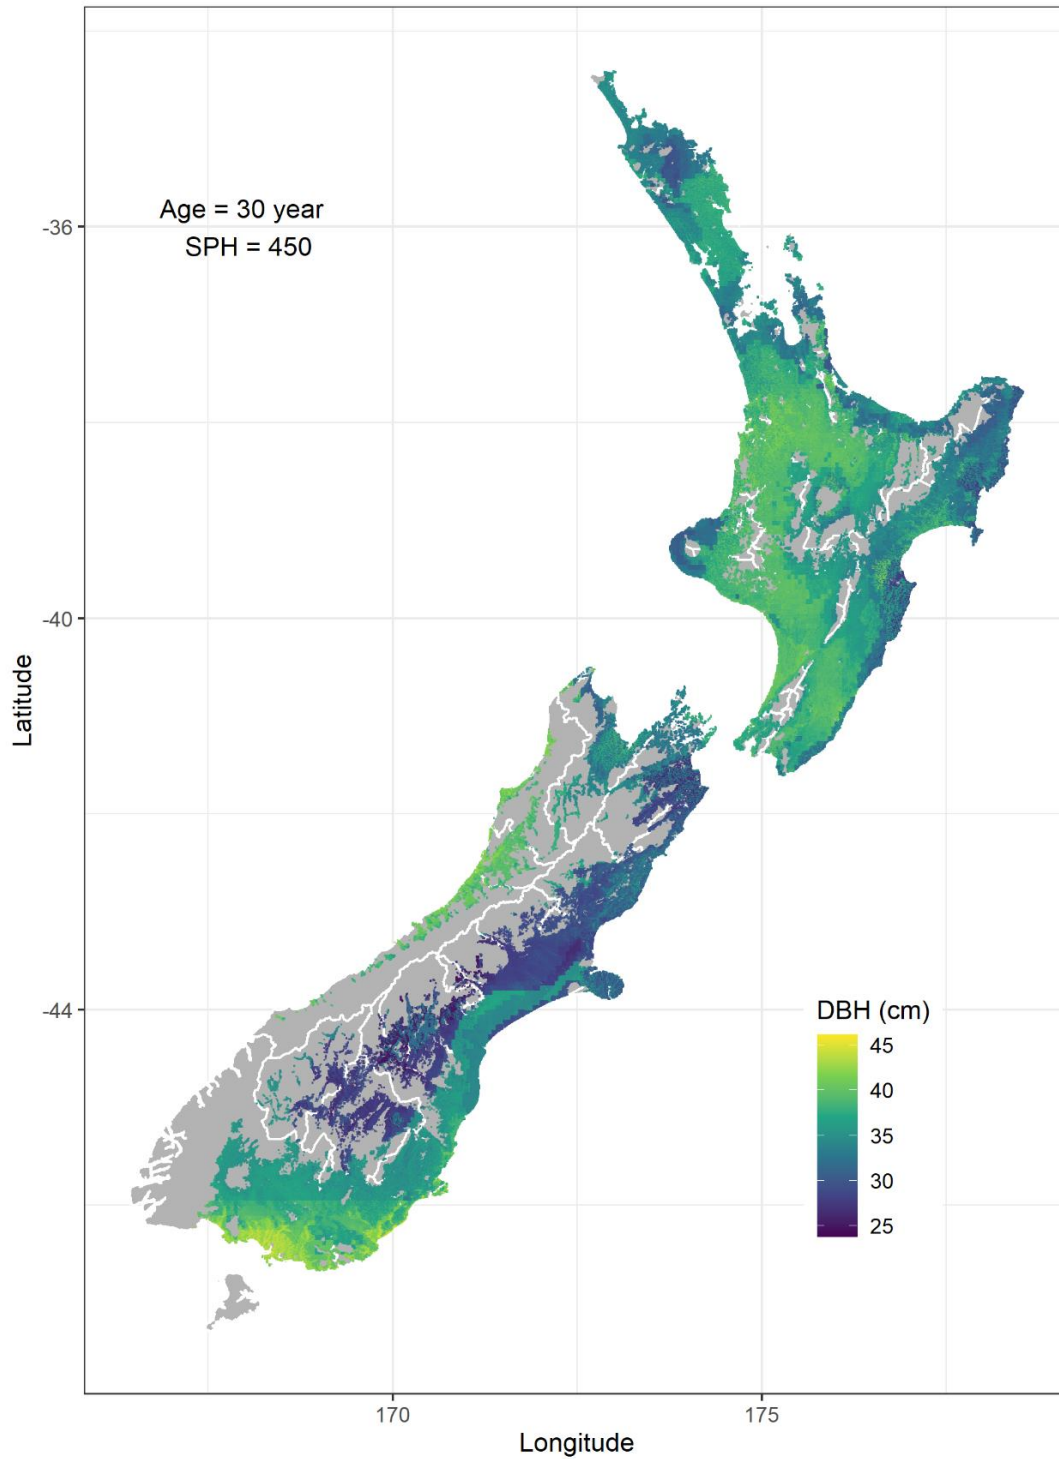 Age = 30 year
SPH = 450
-36
-40
-44
Latitude
DBH (cm)
45
40
35
30
25
170
175
Longitude